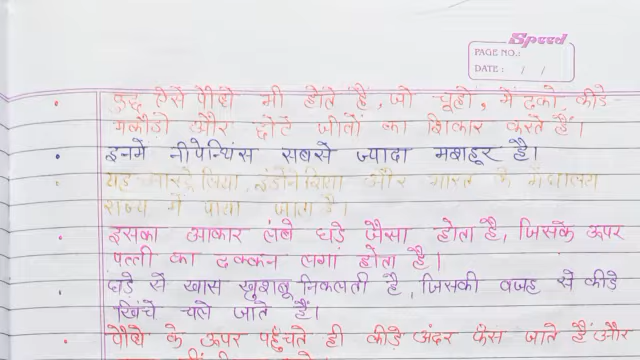 Speed
PAGE NO.:
DATE: / /
कुछ ऐसे पौधे भी होते हैं, जो चूहो, मेंढको, कीडे-
मकौडो और छोटे जीवों का शिकार करते हैं।
इनमे नीपेन्थिंस सबसे ज्यादा मशहूर है।
यह आस्ट्रेलिया, इंडोनेशिया और भारत के मेघालय
राज्य में पाया जाता है।
इसका आकार लंबे घड़े जैसा होता है, जिसके ऊपर
पत्ती का ढक्कन लगा होता है।
घड़े से खास खुशबू निकलती है, जिसकी वजह से कीडे
खिंचे चले जाते हैं।
पौधे के ऊपर पहुंचते ही कीडे अंदर फंस जाते हैं और